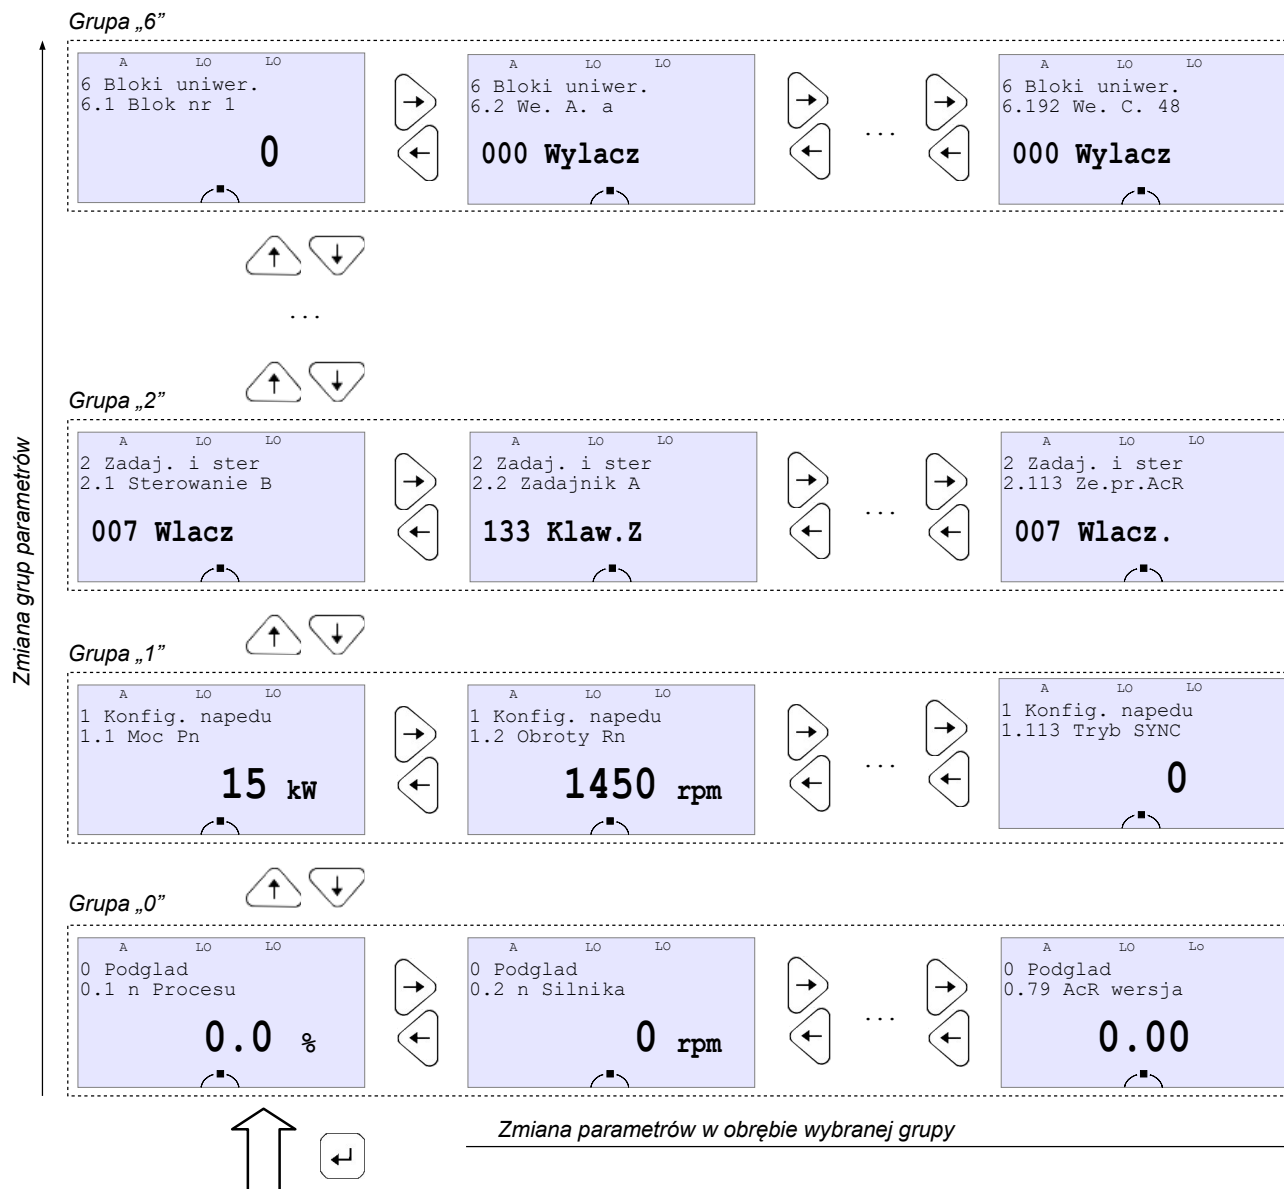 Grupa „6”
A LO LO
6 Bloki uniwer.
6.1 Blok nr 1
0
A LO LO
6 Bloki uniwer.
6.2 We. A. a
000 Wylacz
...
A LO LO
6 Bloki uniwer.
6.192 We. C. 48
000 Wylacz
...
Grupa „2”
A LO LO
2 Zadaj. i ster
2.1 Sterowanie B
007 Wlacz
A LO LO
2 Zadaj. i ster
2.2 Zadajnik A
133 Klaw.Z
...
A LO LO
2 Zadaj. i ster
2.113 Ze.pr.AcR
007 Wlacz.
Zmiana grup parametrów
Grupa „1”
A LO LO
1 Konfig. napedu
1.1 Moc Pn
15 kW
A LO LO
1 Konfig. napedu
1.2 Obroty Rn
1450 rpm
...
A LO LO
1 Konfig. napedu
1.113 Tryb SYNC
0
Grupa „0”
A LO LO
0 Podglad
0.1 n Procesu
0.0 %
A LO LO
0 Podglad
0.2 n Silnika
0 rpm
...
A LO Lo
0 Podglad
0.79 AcR wersja
0.00
Zmiana parametrów w obrębie wybranej grupy